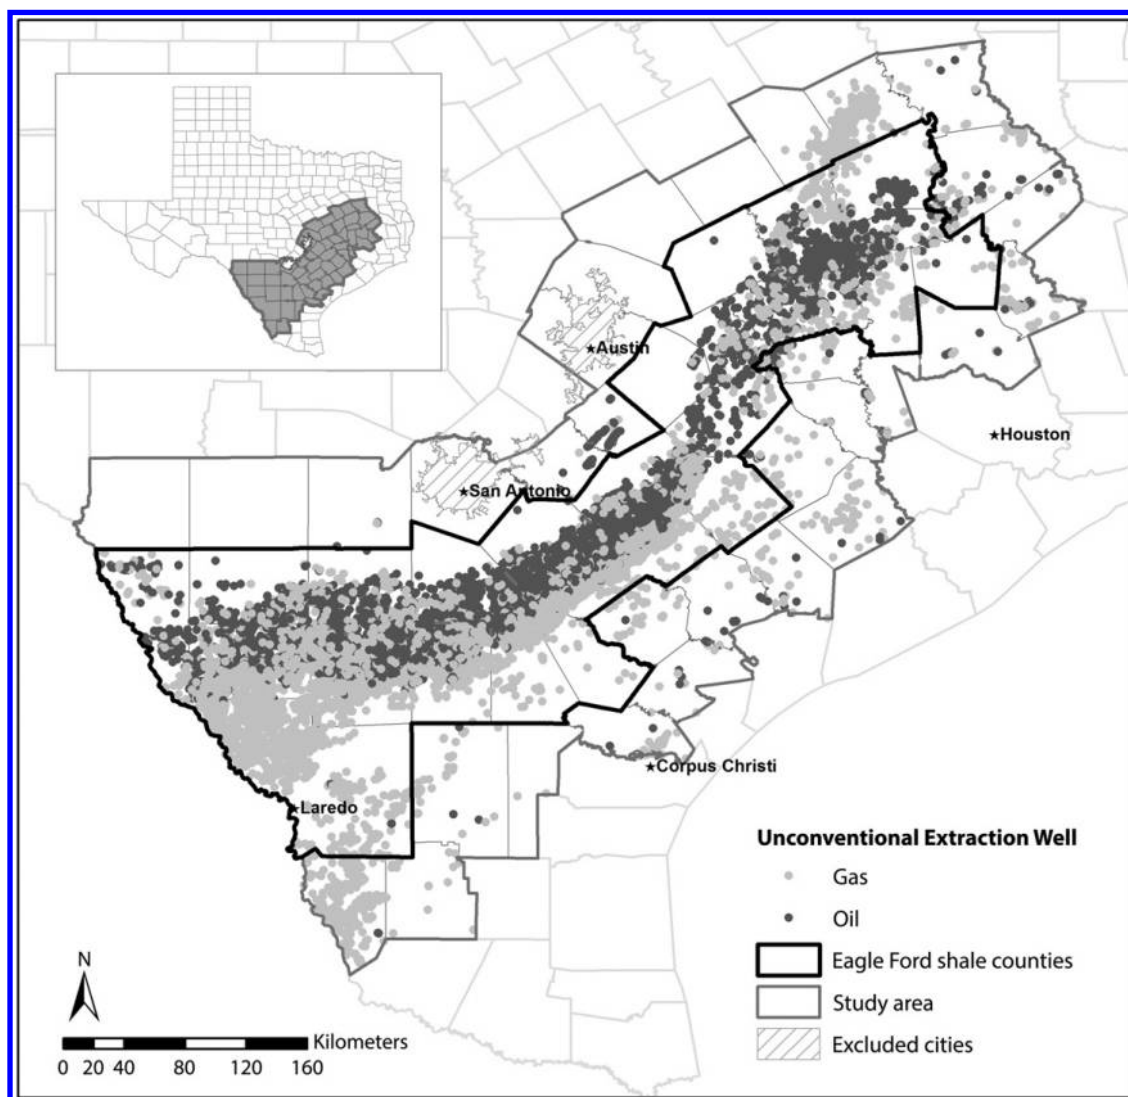 Austin
Houston
San Antonio
Corpus Christi
Laredo
Unconventional Extraction Well
Gas
Oil
Eagle Ford shale counties
Study area
Excluded cities
N
Kilometers
0 20 40 80 120 160